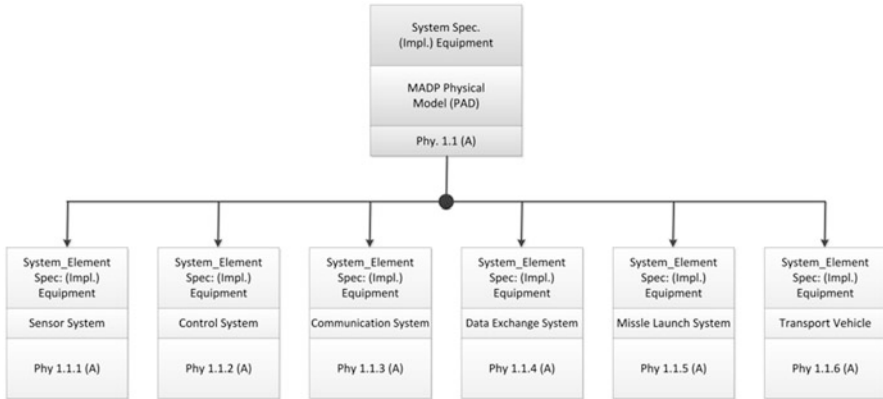 System Spec.
(Impl.) Equipment
MADP Physical
Model (PAD)
Phy. 1.1 (A)
System_Element
Spec: (Impl.)
Equipment
Sensor System
Phy 1.1.1 (A)
System_Element
Spec: (Impl.)
Equipment
Control System
Phy 1.1.2 (A)
System_Element
Spec: (Impl.)
Equipment
Communication System
Phy 1.1.3 (A)
System_Element
Spec: (Impl.)
Equipment
Data Exchange System
Phy 1.1.4 (A)
System_Element
Spec: (Impl.)
Equipment
Missle Launch System
Phy 1.1.5 (A)
System_Element
Spec: (Impl.)
Equipment
Transport Vehicle
Phy 1.1.6 (A)